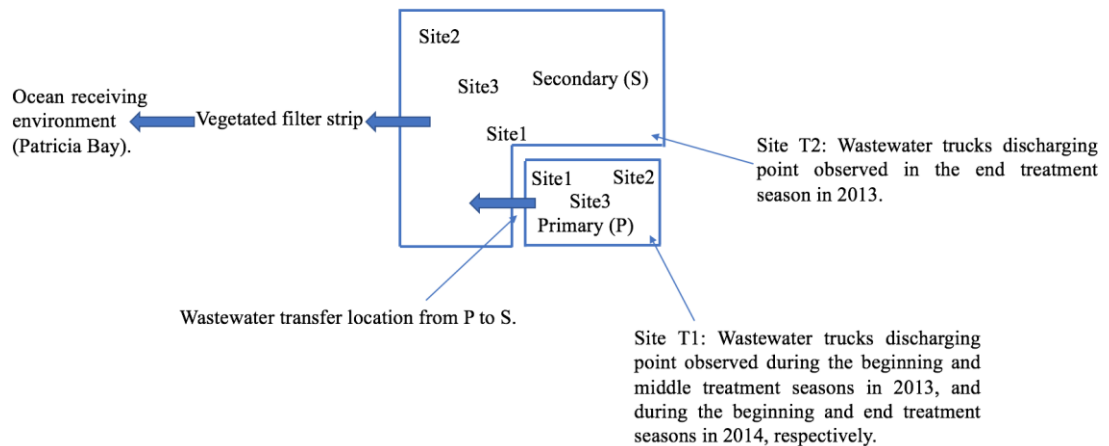 Site2
Secondary (S)
Site3
Ocean receiving
environment
(Patricia Bay).
Vegetated filter strip
Site1
Site T2: Wastewater trucks discharging
point observed in the end treatment
season in 2013.
Site1
Site2
Site3
Primary (P)
Wastewater transfer location from P to S.
Site T1: Wastewater trucks discharging
point observed during the beginning and
middle treatment seasons in 2013, and
during the beginning and end treatment
seasons in 2014, respectively.